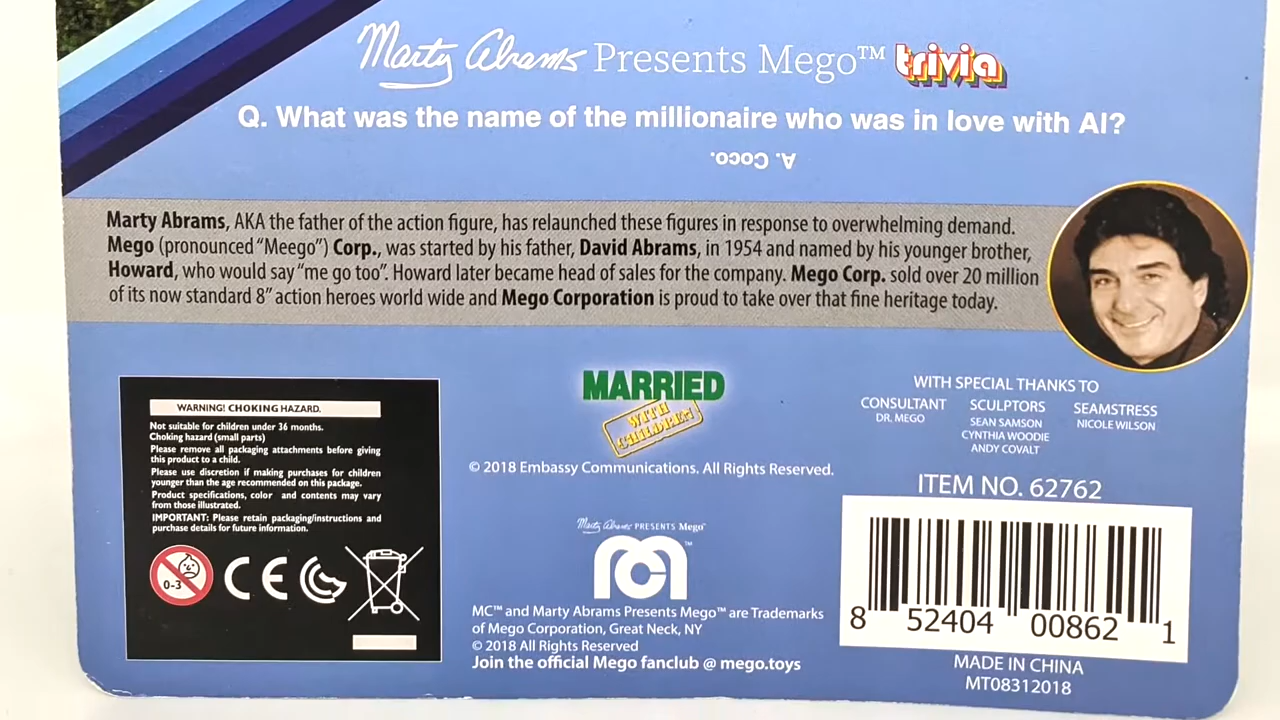 Marty Abrams Presents Mego™ trivia
Q. What was the name of the millionaire who was in love with Al?
A. Coco.
Marty Abrams, AKA the father of the action figure, has relaunched these figures in response to overwhelming demand.
Mego (pronounced “Meego”) Corp., was started by his father, David Abrams, in 1954 and named by his younger brother,
Howard, who would say “me go too”. Howard later became head of sales for the company. Mego Corp. sold over 20 million
of its now standard 8” action heroes world wide and Mego Corporation is proud to take over that fine heritage today.
WARNING! CHOKING HAZARD.
Not suitable for children under 36 months.
Choking hazard (small parts)
Please remove all packaging attachments before giving
this product to a child.
Please use discretion if making purchases for children
younger than the age recommended on this package.
Product specifications, color and contents may vary
from those illustrated.
IMPORTANT: Please retain packaging/instructions and
purchase details for future information.
0-3
CE
MARRIED
WITH
CHILDREN
© 2018 Embassy Communications. All Rights Reserved.
Marty Abrams PRESENTS Mego™
™
MC™ and Marty Abrams Presents Mego™ are Trademarks
of Mego Corporation, Great Neck, NY
© 2018 All Rights Reserved
Join the official Mego fanclub @ mego.toys
WITH SPECIAL THANKS TO
CONSULTANT
DR. MEGO
SCULPTORS
SEAN SAMSON
CYNTHIA WOODIE
ANDY COVALT
SEAMSTRESS
NICOLE WILSON
ITEM NO. 62762
8 52404 00862 1
MADE IN CHINA
MT08312018